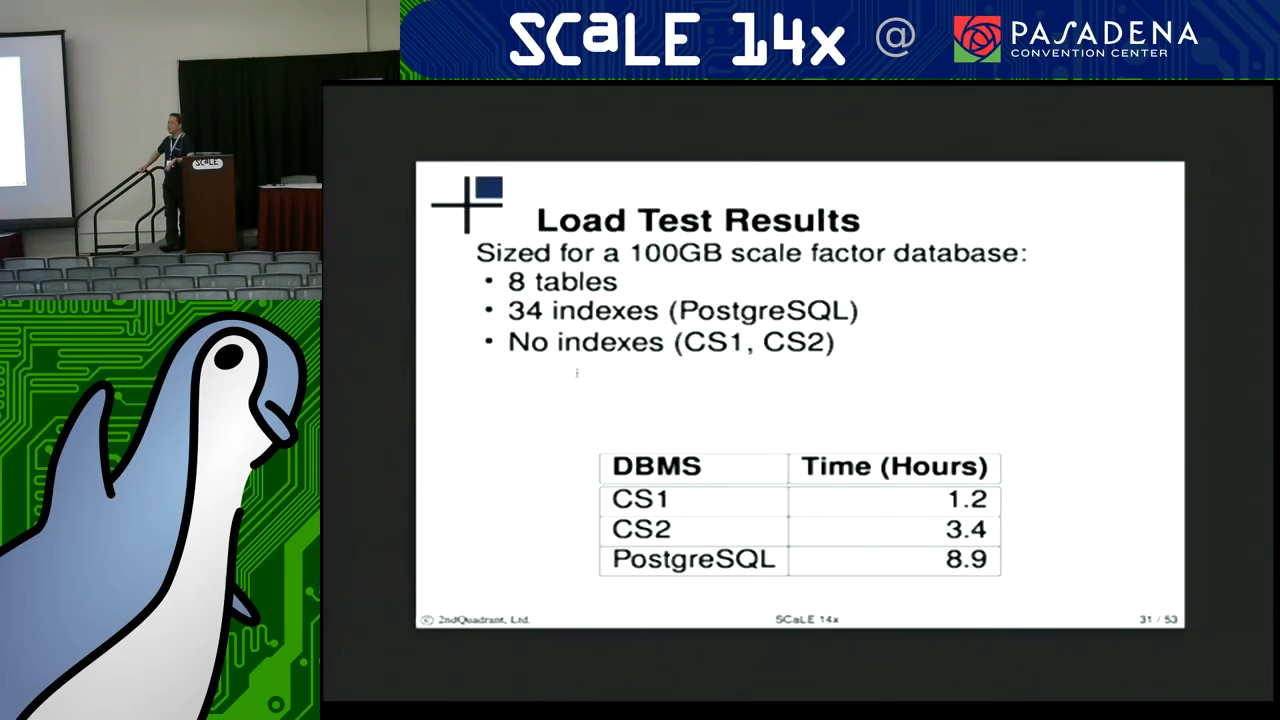 SCaLE 14x @ PASADENA
CONVENTION CENTER
SCaLE
Load Test Results
Sized for a 100GB scale factor database:
• 8 tables
• 34 indexes (PostgreSQL)
• No indexes (CS1, CS2)
DBMS Time (Hours)
CS1 1.2
CS2 3.4
PostgreSQL 8.9
© 2ndQuadrant, Ltd. SCaLE 14x 31 / 53